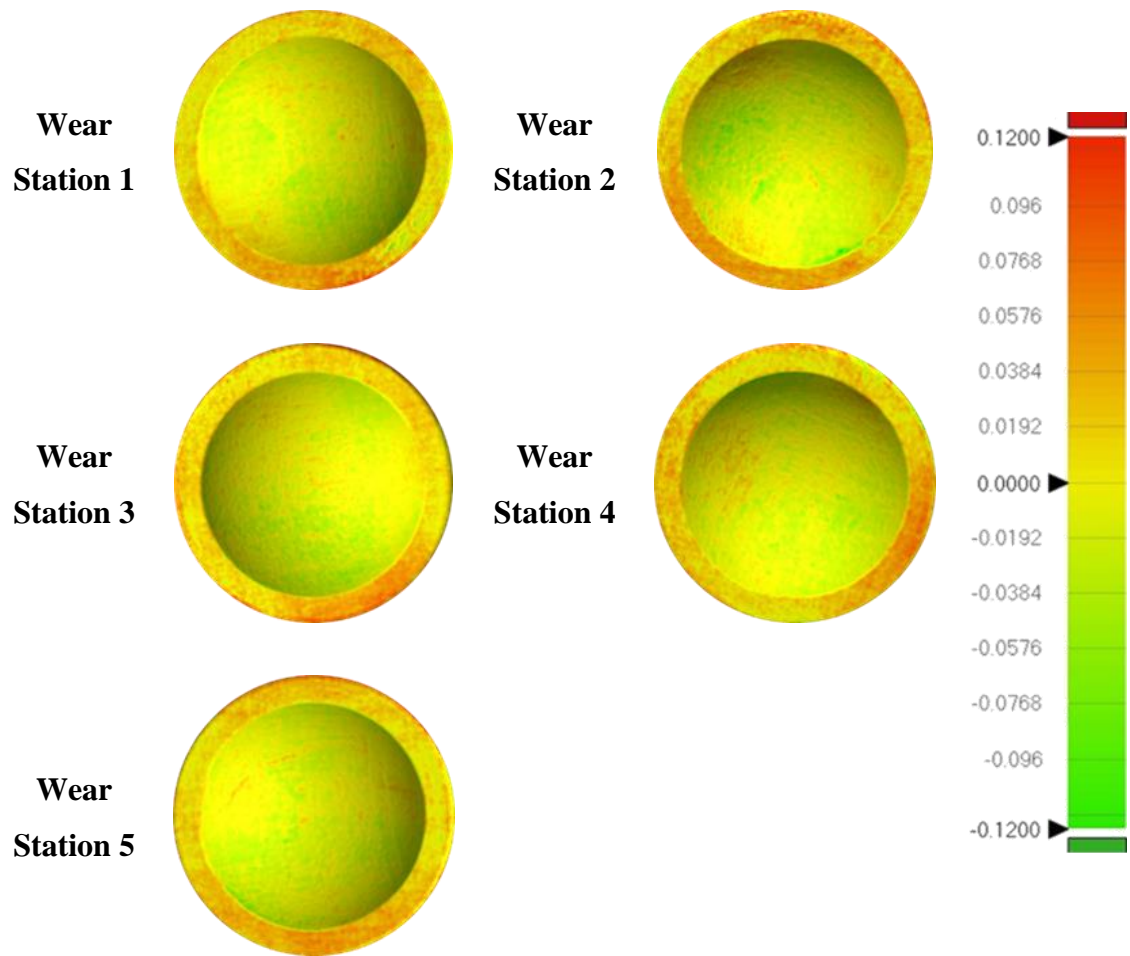 Wear
Station 1
Wear
Station 2
Wear
Station 3
Wear
Station 4
Wear
Station 5
0.1200
0.096
0.0768
0.0576
0.0384
0.0192
0.0000
-0.0192
-0.0384
-0.0576
-0.0768
-0.096
-0.1200